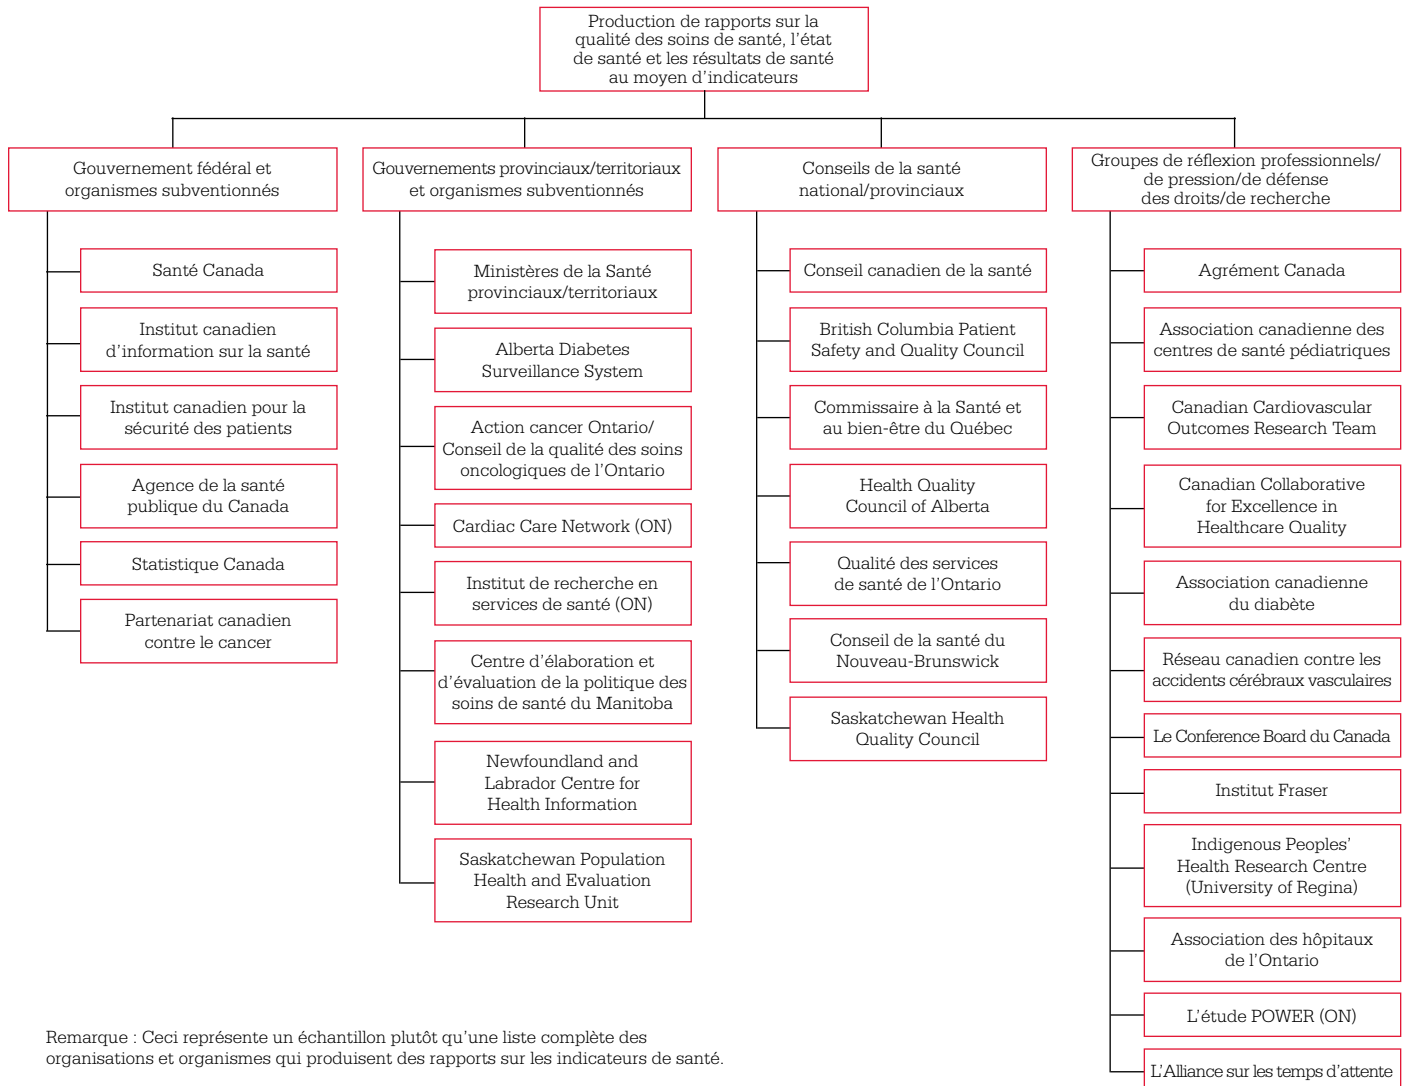 Production de rapports sur la
qualité des soins de santé, l'état
de santé et les résultats de santé
au moyen d'indicateurs
Gouvernement fédéral et
organismes subventionnés
Santé Canada
Institut canadien
d'information sur la santé
Institut canadien pour la
sécurité des patients
Agence de la santé
publique du Canada
Statistique Canada
Partenariat canadien
contre le cancer
Gouvernements provinciaux/territoriaux
et organismes subventionnés
Ministères de la Santé
provinciaux/territoriaux
Alberta Diabetes
Surveillance System
Action cancer Ontario/
Conseil de la qualité des soins
oncologiques de l'Ontario
Cardiac Care Network (ON)
Institut de recherche en
services de santé (ON)
Centre d'élaboration et
d'évaluation de la politique des
soins de santé du Manitoba
Newfoundland and
Labrador Centre for
Health Information
Saskatchewan Population
Health and Evaluation
Research Unit
Conseils de la santé
national/provinciaux
Conseil canadien de la santé
British Columbia Patient
Safety and Quality Council
Commissaire à la Santé et
au bien-être du Québec
Health Quality
Council of Alberta
Qualité des services
de santé de l'Ontario
Conseil de la santé du
Nouveau-Brunswick
Saskatchewan Health
Quality Council
Groupes de réflexion professionnels/
de pression/de défense
des droits/de recherche
Agrément Canada
Association canadienne des
centres de santé pédiatriques
Canadian Cardiovascular
Outcomes Research Team
Canadian Collaborative
for Excellence in
Healthcare Quality
Association canadienne
du diabète
Réseau canadien contre les
accidents cérébraux vasculaires
Le Conference Board du Canada
Institut Fraser
Indigenous Peoples'
Health Research Centre
(University of Regina)
Association des hôpitaux
de l'Ontario
L'étude POWER (ON)
L'Alliance sur les temps d'attente
Remarque : Ceci représente un échantillon plutôt qu'une liste complète des
organisations et organismes qui produisent des rapports sur les indicateurs de santé.